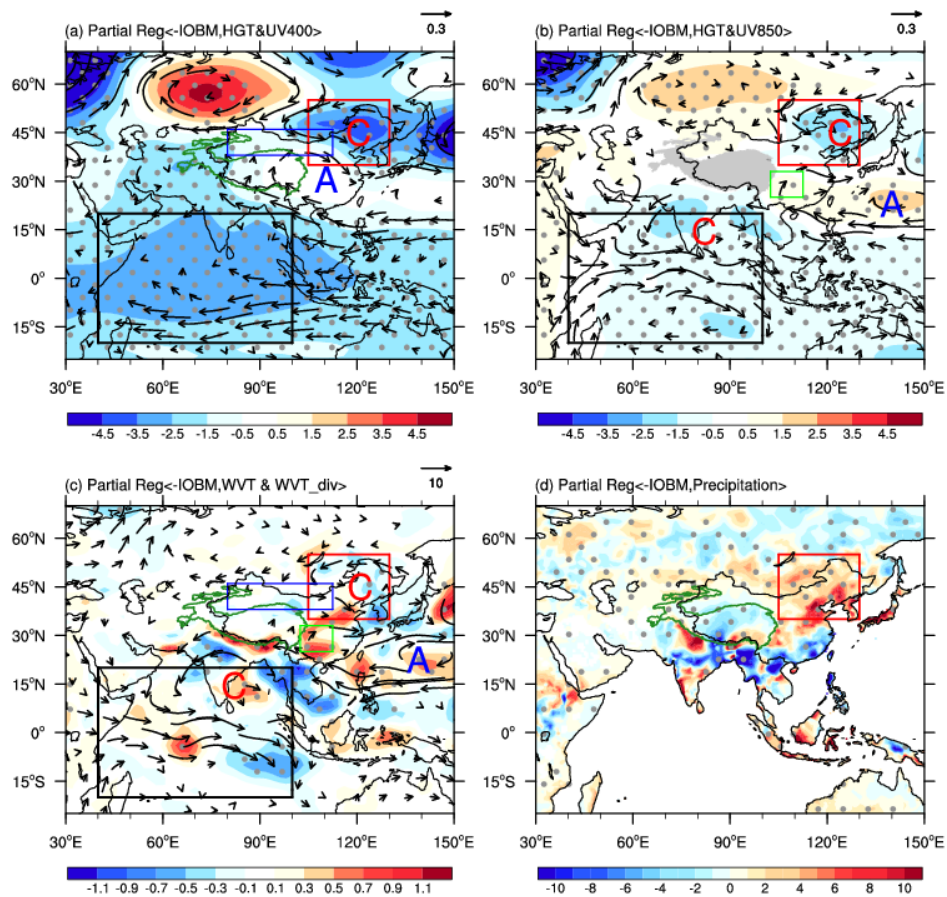 (a) Partial Reg<-IOBM,HGT&UV400>
0.3
60°N
45°N
30°N
15°N
0°
15°S
C
A
30°E 60°E 90°E 120°E 150°E
-4.5 -3.5 -2.5 -1.5 -0.5 0.5 1.5 2.5 3.5 4.5
(b) Partial Reg<-IOBM,HGT&UV850>
0.3
60°N
45°N
30°N
15°N
0°
15°S
C
A
C
30°E 60°E 90°E 120°E 150°E
-4.5 -3.5 -2.5 -1.5 -0.5 0.5 1.5 2.5 3.5 4.5
(c) Partial Reg<-IOBM,WVT & WVT_div>
10
60°N
45°N
30°N
15°N
0°
15°S
C
A
C
30°E 60°E 90°E 120°E 150°E
-1.1 -0.9 -0.7 -0.5 -0.3 -0.1 0.1 0.3 0.5 0.7 0.9 1.1
(d) Partial Reg<-IOBM,Precipitation>
60°N
45°N
30°N
15°N
0°
15°S
30°E 60°E 90°E 120°E 150°E
-10 -8 -6 -4 -2 0 2 4 6 8 10